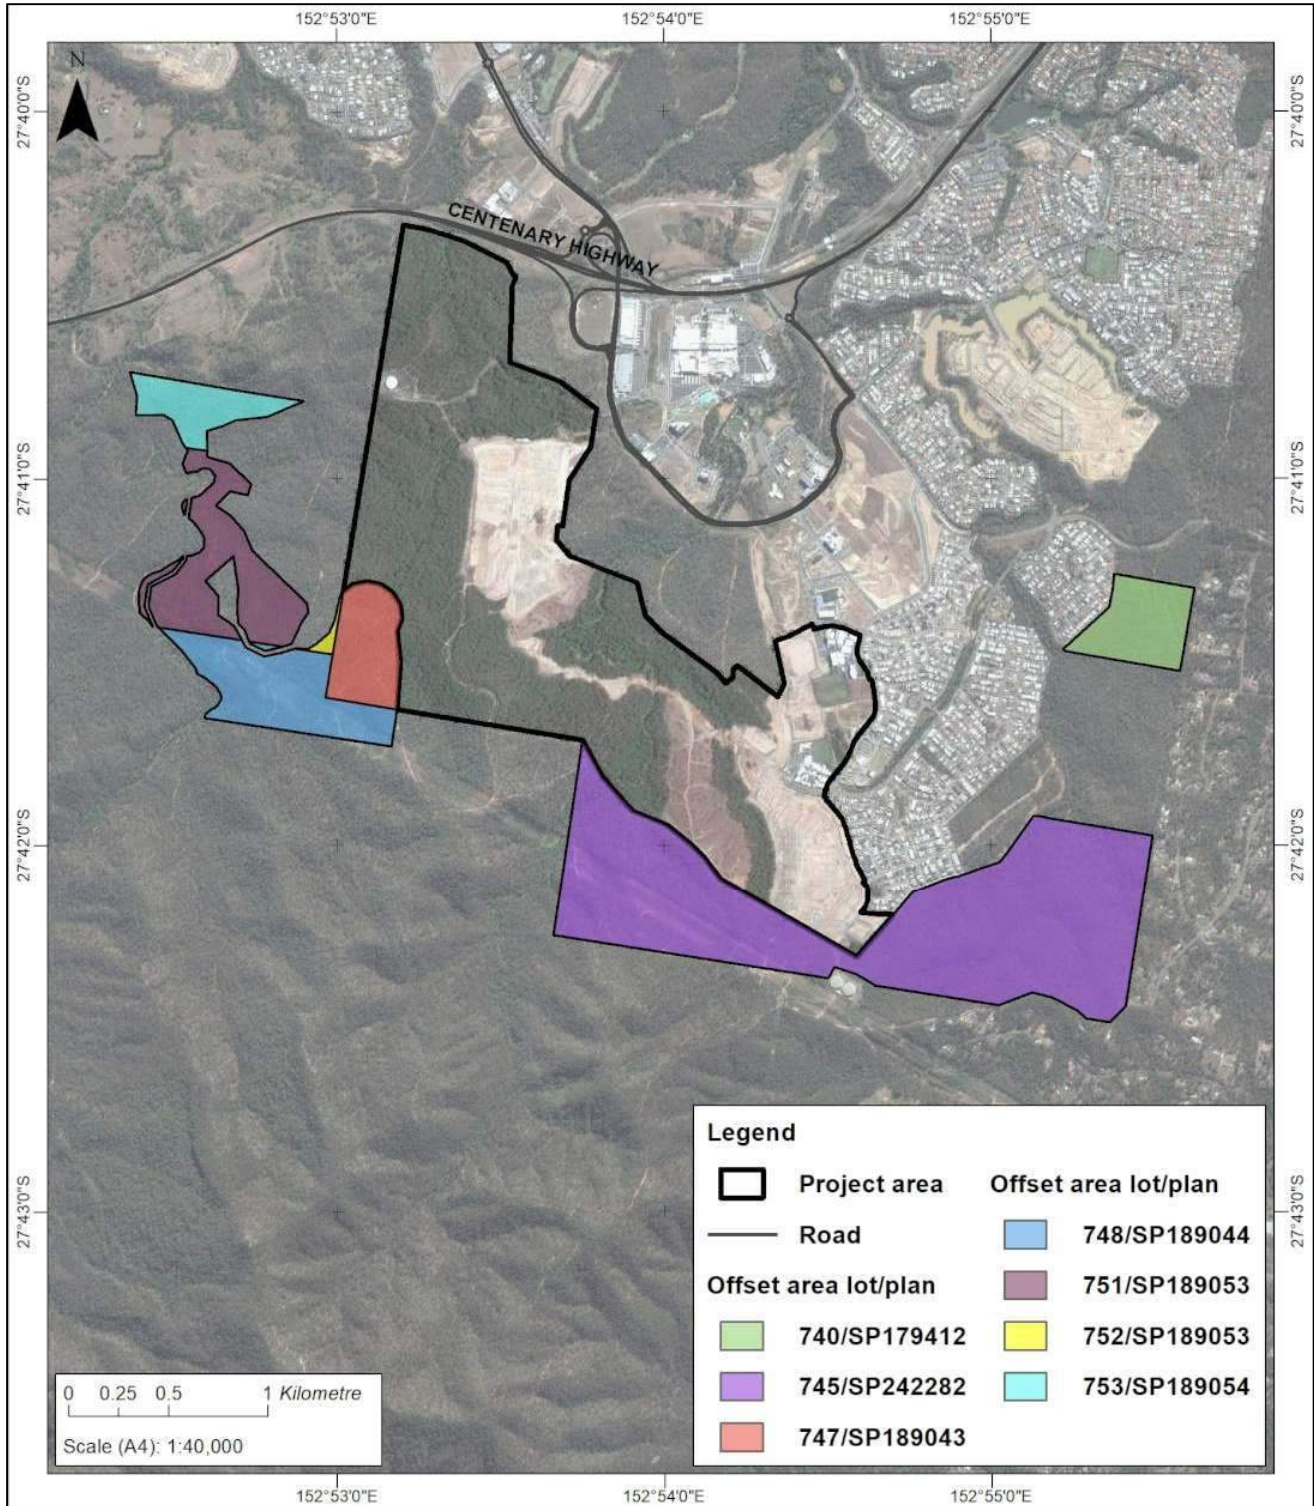 152°53'0"E 152°54'0"E 152°55'0"E
N
27°40'0"S 27°40'0"S
CENTENARY HIGHWAY
27°41'0"S 27°41'0"S
27°42'0"S 27°42'0"S
27°43'0"S 27°43'0"S
Legend
Project area
Road
Offset area lot/plan
740/SP179412
745/SP242282
747/SP189043
Offset area lot/plan
748/SP189044
751/SP189053
752/SP189053
753/SP189054
0 0.25 0.5 1 Kilometre
Scale (A4): 1:40,000
152°53'0"E 152°54'0"E 152°55'0"E